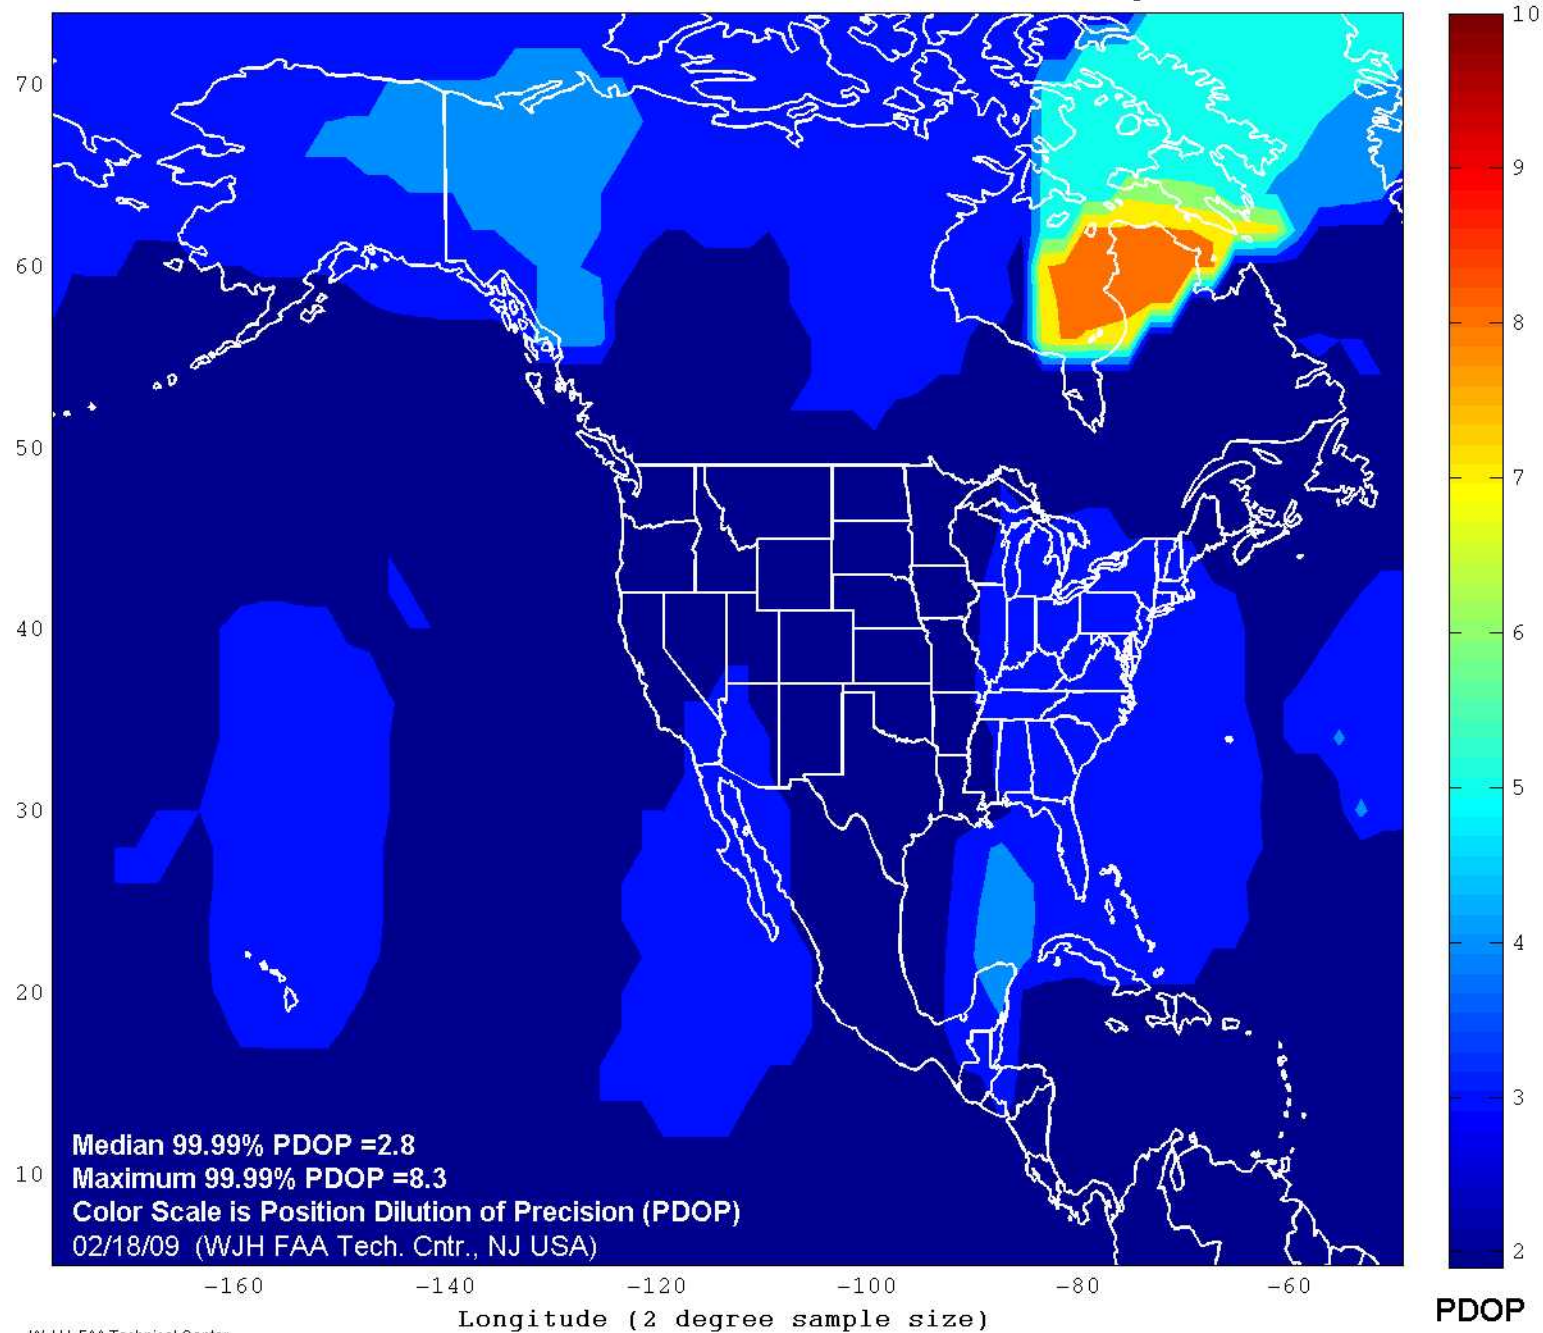 10
70
9
60
8
50
7
40
6
5
30
4
20
3
Median 99.99% PDOP =2.8
Maximum 99.99% PDOP =8.3
10
Color Scale is Position Dilution of Precision (PDOP)
02/18/09 (WJH FAA Tech. Cntr., NJ USA)
2
-160 -140 -120 -100 -80 -60
Longitude (2 degree sample size)
PDOP